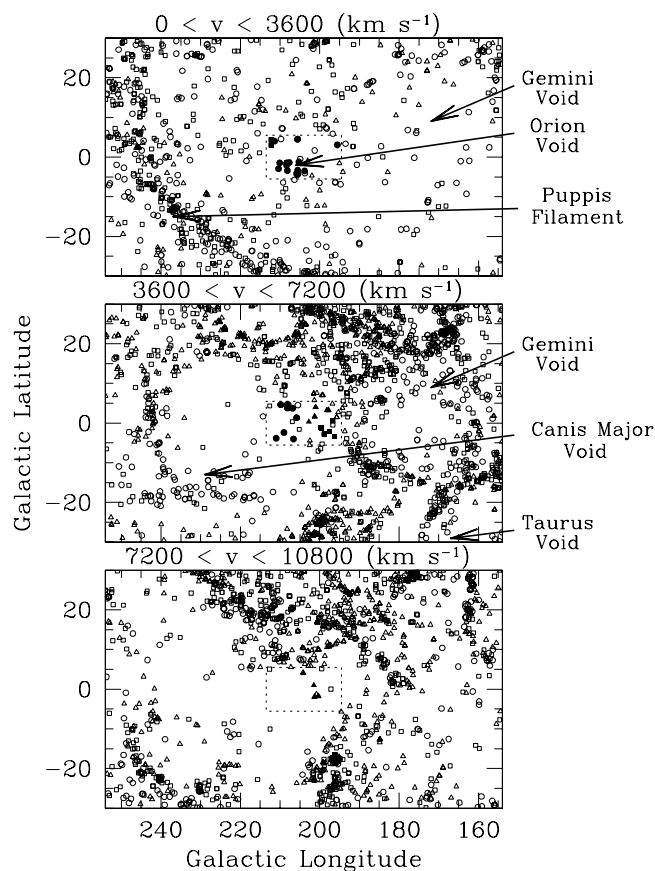 0 < v < 3600 (km s⁻¹)
20
0
−20
Gemini
Void
Orion
Void
Puppis
Filament
3600 < v < 7200 (km s⁻¹)
20
0
−20
Gemini
Void
Canis Major
Void
Taurus
Void
Galactic Latitude
7200 < v < 10800 (km s⁻¹)
20
0
−20
240 220 200 180 160
Galactic Longitude